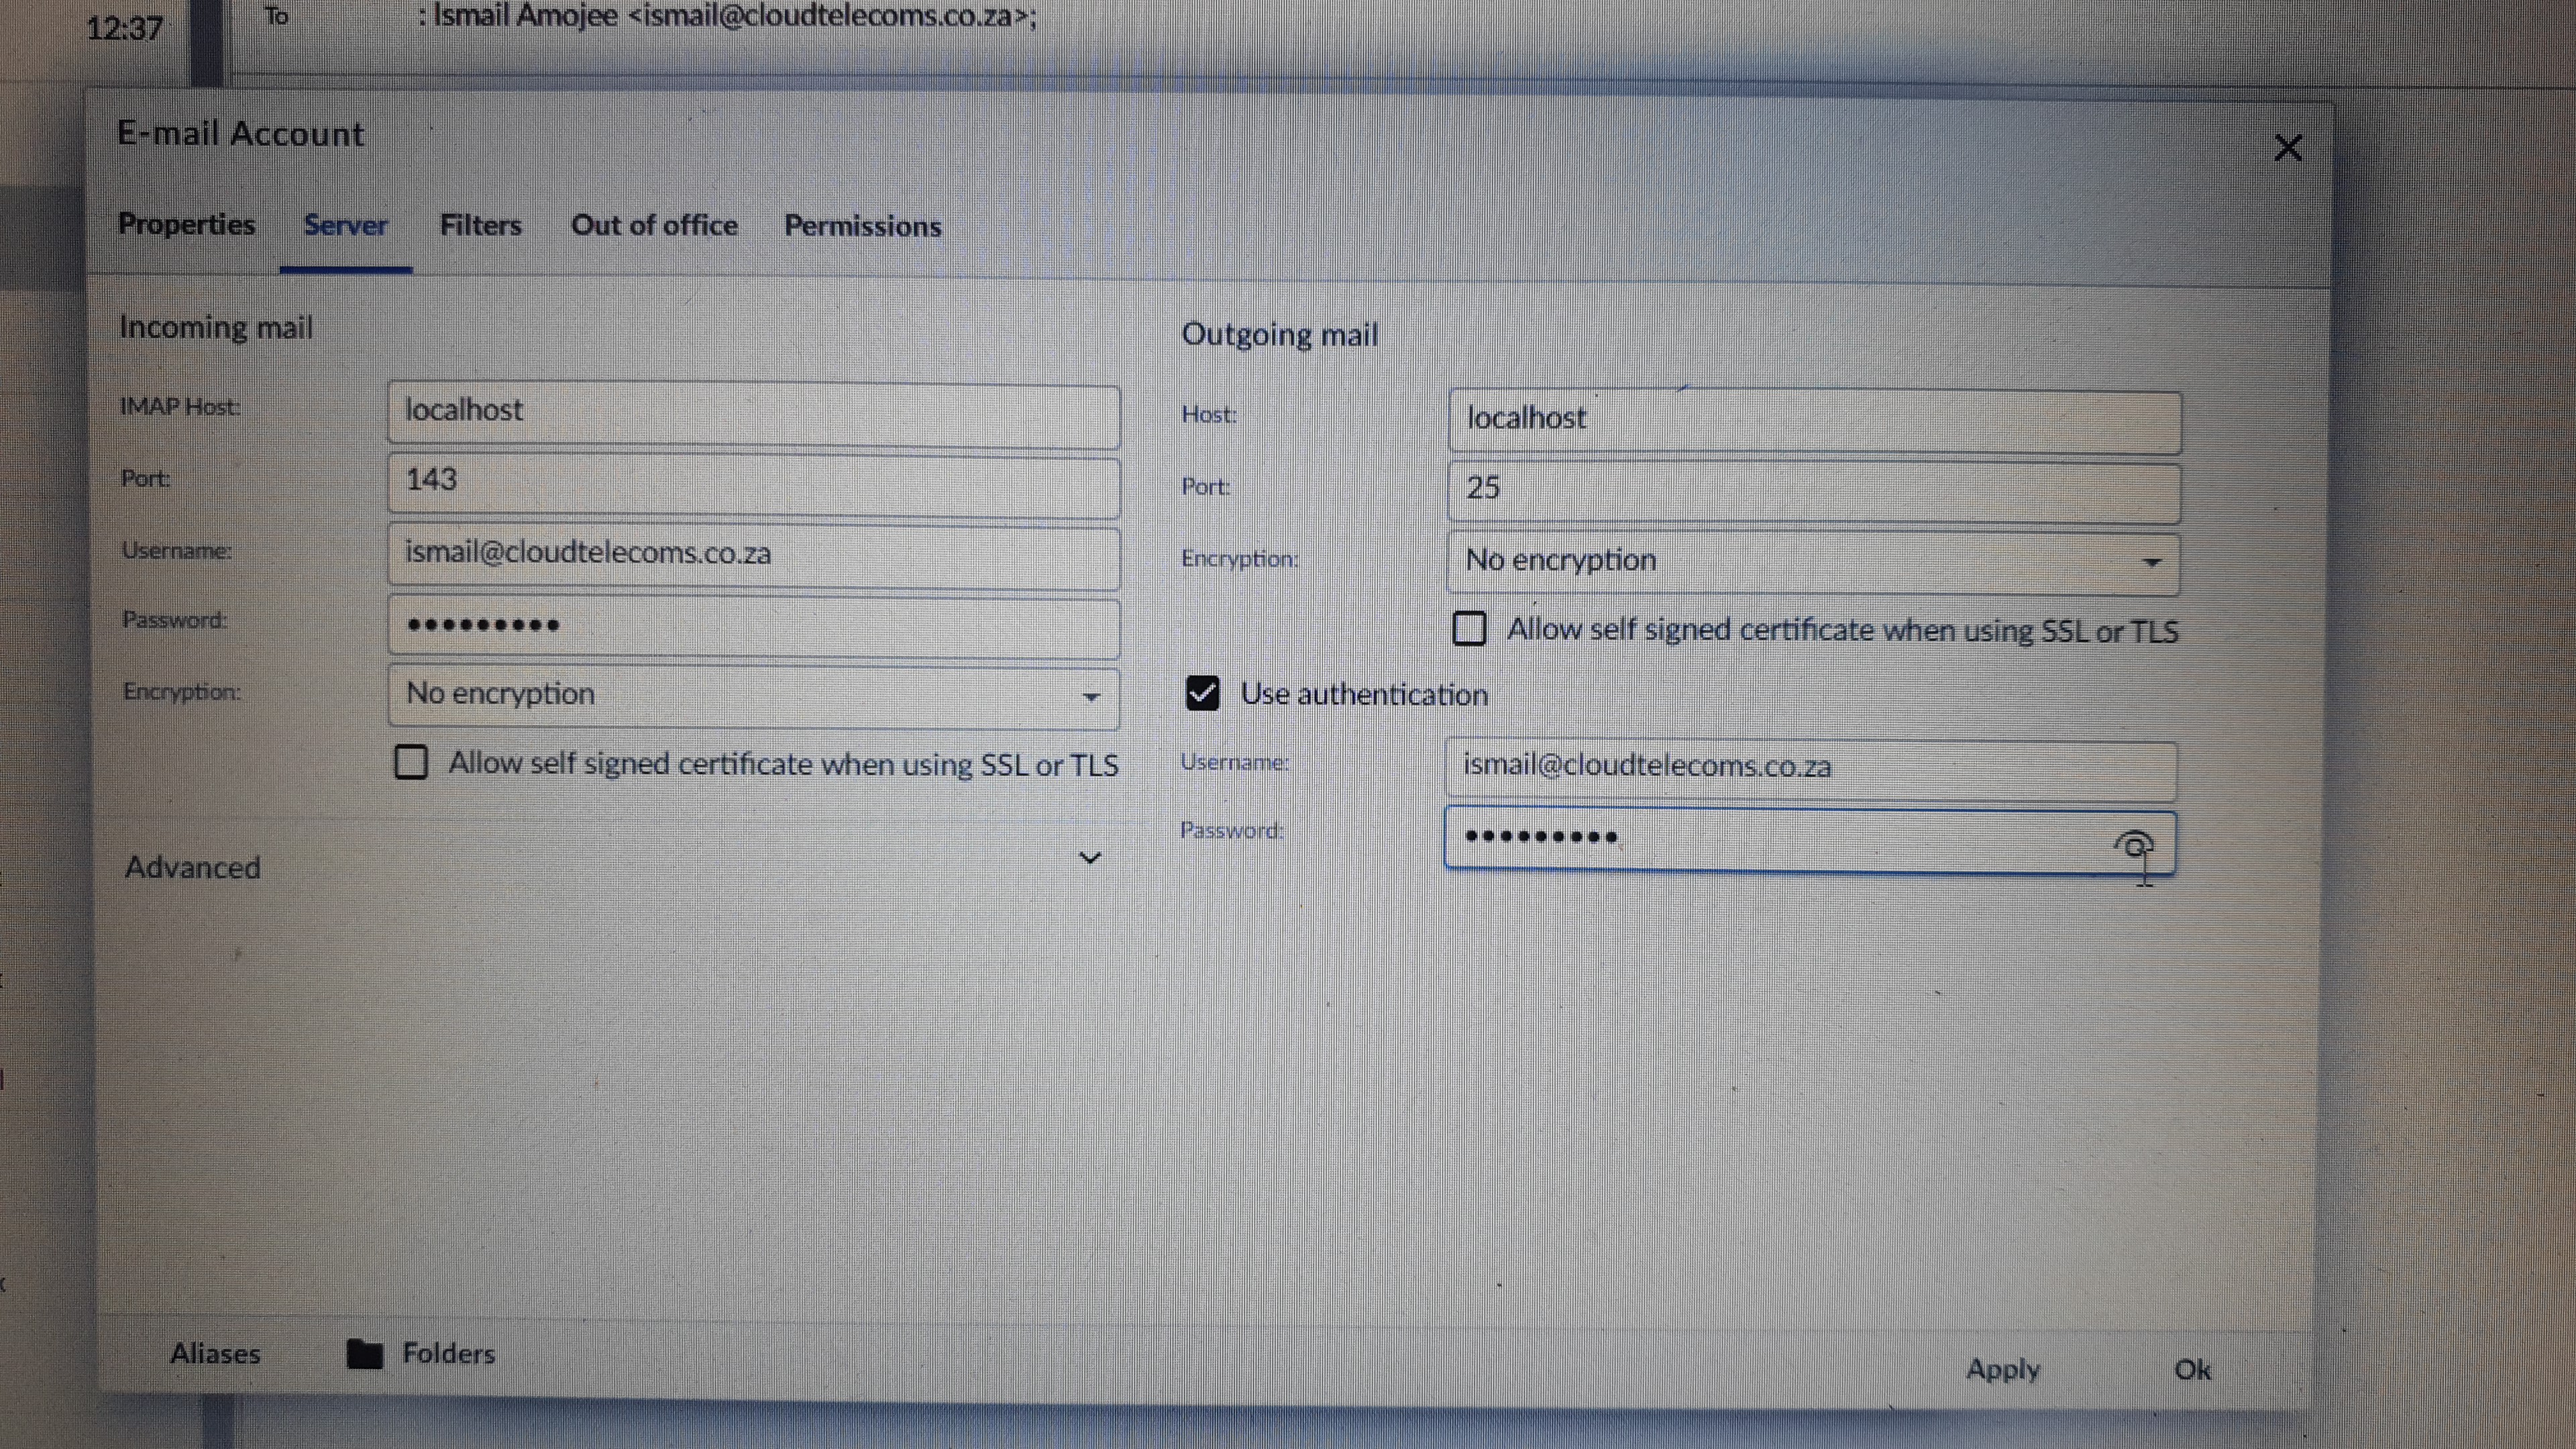 12:37
To : Ismail Amojee <ismail@cloudtelecoms.co.za>;
E-mail Account
Properties Server Filters Out of office Permissions
Incoming mail
IMAP Host: localhost
Port: 143
Username: ismail@cloudtelecoms.co.za
Password: •••••••••
Encryption: No encryption
Allow self signed certificate when using SSL or TLS
Advanced
Outgoing mail
Host: localhost
Port: 25
Encryption: No encryption
Allow self signed certificate when using SSL or TLS
Use authentication
Username: ismail@cloudtelecoms.co.za
Password: •••••••••
Aliases Folders Apply Ok